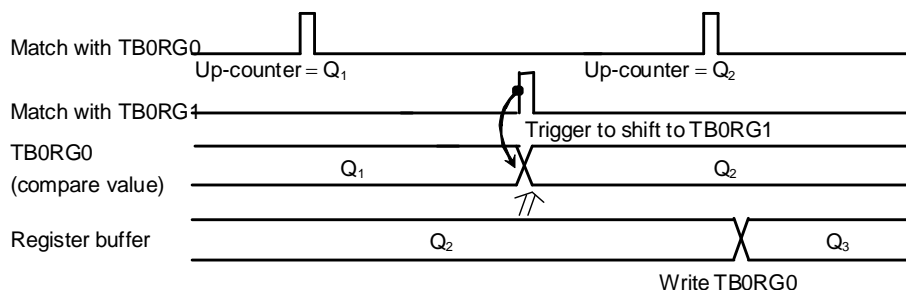 Match with TB0RG0
Up-counter = Q₁
Up-counter = Q₂
Match with TB0RG1
Trigger to shift to TB0RG1
TB0RG0
(compare value)
Q₁
Q₂
Register buffer
Q₂
Q₃
Write TB0RG0